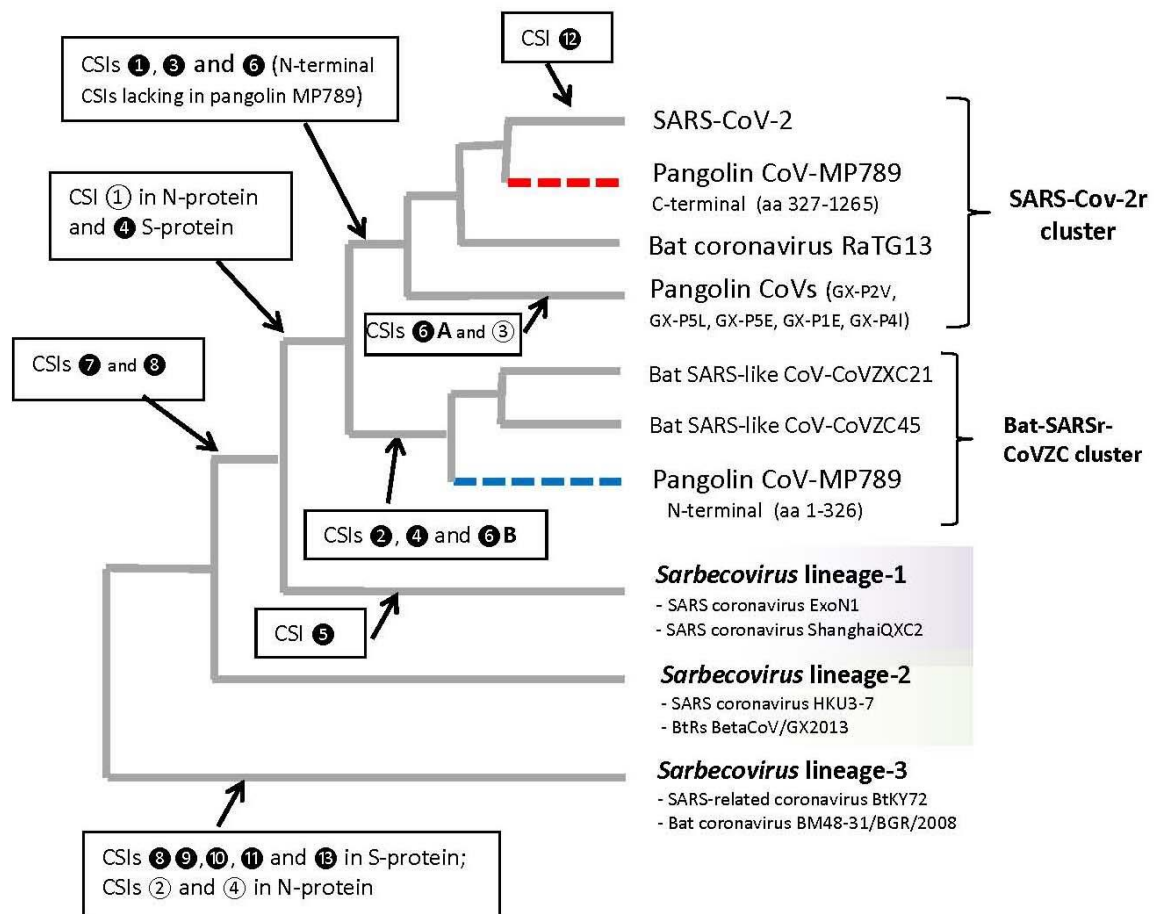 CSI ⓬
CSIs ❶, ❸ and ❻ (N-terminal
CSIs lacking in pangolin MP789)
SARS-CoV-2
Pangolin CoV-MP789
C-terminal (aa 327-1265)
Bat coronavirus RaTG13
Pangolin CoVs (GX-P2V,
GX-P5L, GX-P5E, GX-P1E, GX-P4l)
SARS-Cov-2r
cluster
CSI ① in N-protein
and ❹ S-protein
CSIs ❻A and ③
CSIs ❼ and ❽
Bat SARS-like CoV-CoVZXC21
Bat SARS-like CoV-CoVZC45
Pangolin CoV-MP789
N-terminal (aa 1-326)
Bat-SARSr-
CoVZC cluster
CSIs ❷, ❹ and ❻B
Sarbecovirus lineage-1
- SARS coronavirus ExoN1
- SARS coronavirus ShanghaiQXC2
CSI ❺
Sarbecovirus lineage-2
- SARS coronavirus HKU3-7
- BtRs BetaCoV/GX2013
Sarbecovirus lineage-3
- SARS-related coronavirus BtKY72
- Bat coronavirus BM48-31/BGR/2008
CSIs ❽❾,❿, ⓫ and ⓭ in S-protein;
CSIs ② and ④ in N-protein